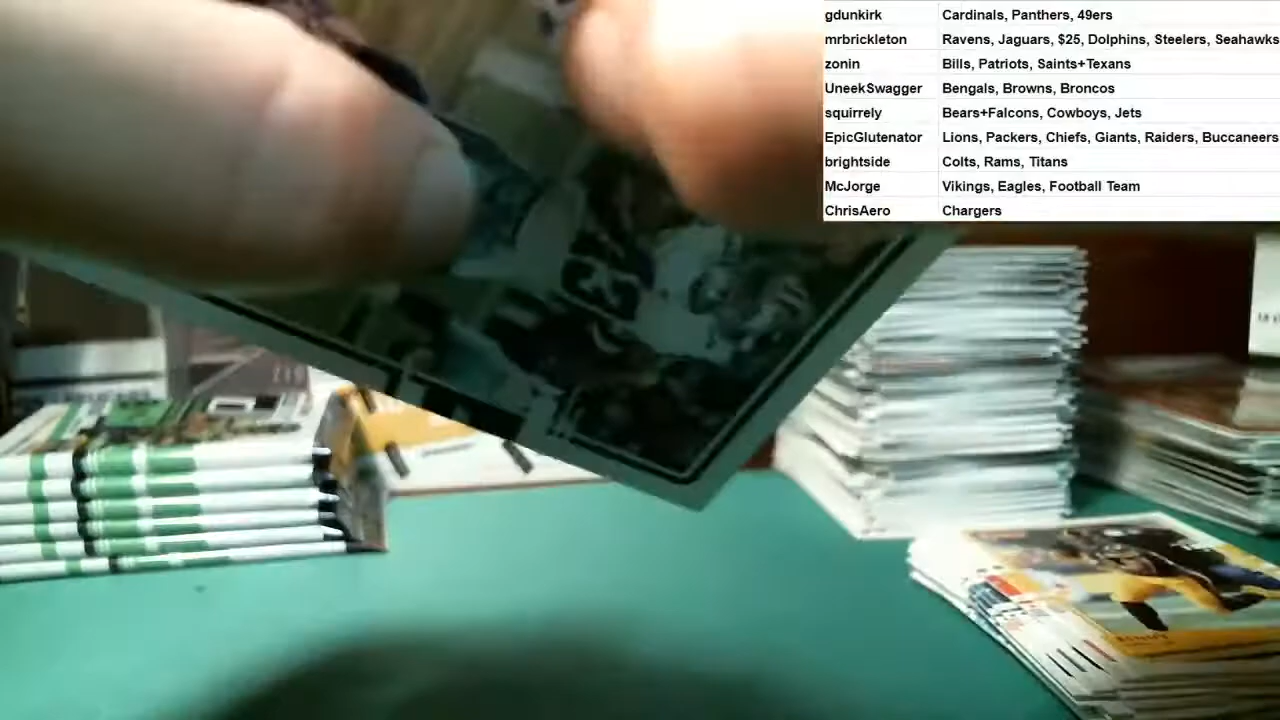 gdunkirk Cardinals, Panthers, 49ers
mrbrickleton Ravens, Jaguars, $25, Dolphins, Steelers, Seahawks
zonin Bills, Patriots, Saints+Texans
UneekSwagger Bengals, Browns, Broncos
squirrely Bears+Falcons, Cowboys, Jets
EpicGlutenator Lions, Packers, Chiefs, Giants, Raiders, Buccaneers
brightside Colts, Rams, Titans
McJorge Vikings, Eagles, Football Team
ChrisAero Chargers